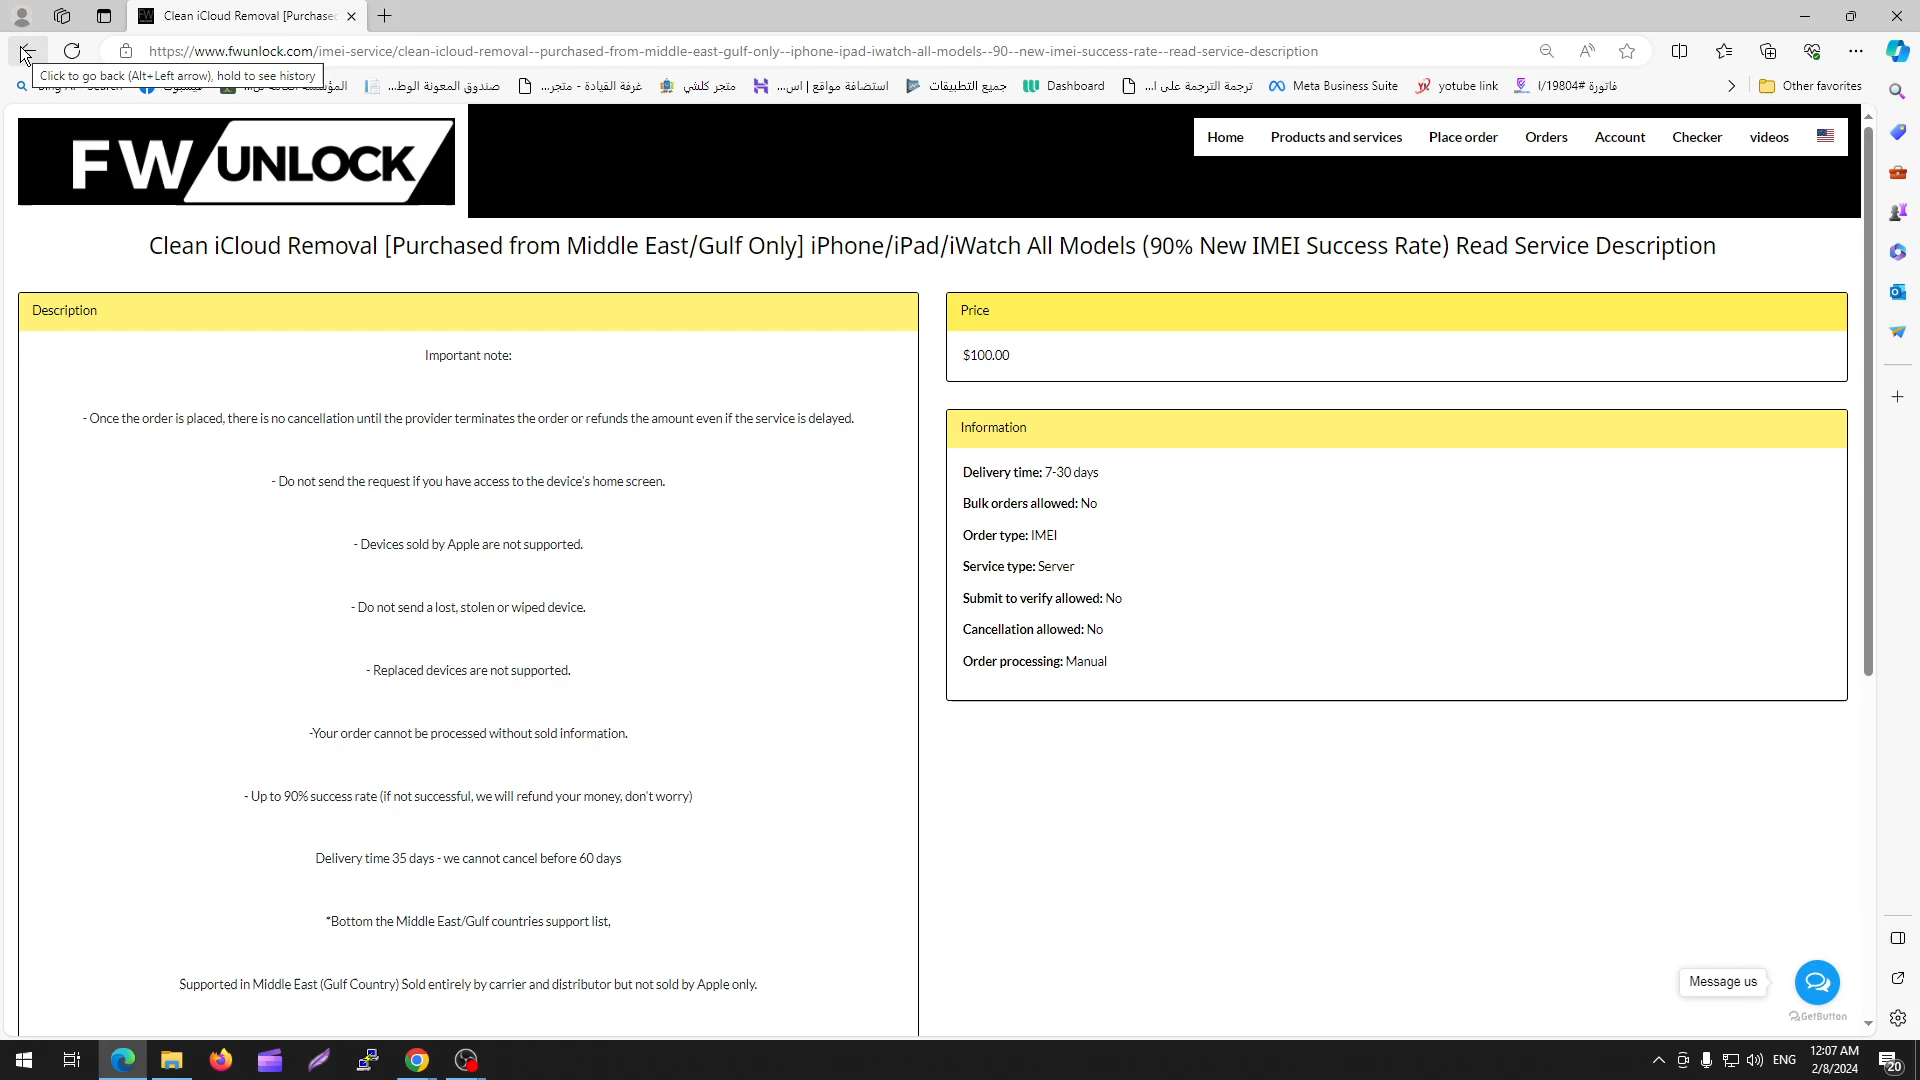 Clean iCloud Removal [Purchased
https://www.fwunlock.com/imei-service/clean-icloud-removal--purchased-from-middle-east-gulf-only--iphone-ipad-iwatch-all-models--90--new-imei-success-rate--read-service-description
Click to go back (Alt+Left arrow), hold to see history
صندوق المعونة الوط...
غرفة القيادة - متجر...
متجر كلشي
استضافة مواقع | اس...
جميع التطبيقات
Dashboard
ترجمة الترجمة على ا...
Meta Business Suite
yotube link
فاتورة #19804/ا
Other favorites
FW UNLOCK
Home Products and services Place order Orders Account Checker videos
Clean iCloud Removal [Purchased from Middle East/Gulf Only] iPhone/iPad/iWatch All Models (90% New IMEI Success Rate) Read Service Description
Description
Important note:
- Once the order is placed, there is no cancellation until the provider terminates the order or refunds the amount even if the service is delayed.
- Do not send the request if you have access to the device's home screen.
- Devices sold by Apple are not supported.
- Do not send a lost, stolen or wiped device.
- Replaced devices are not supported.
-Your order cannot be processed without sold information.
- Up to 90% success rate (if not successful, we will refund your money, don't worry)
Delivery time 35 days - we cannot cancel before 60 days
*Bottom the Middle East/Gulf countries support list,
Supported in Middle East (Gulf Country) Sold entirely by carrier and distributor but not sold by Apple only.
Price
$100.00
Information
Delivery time: 7-30 days
Bulk orders allowed: No
Order type: IMEI
Service type: Server
Submit to verify allowed: No
Cancellation allowed: No
Order processing: Manual
Message us
GetButton
ENG
12:07 AM
2/8/2024
20